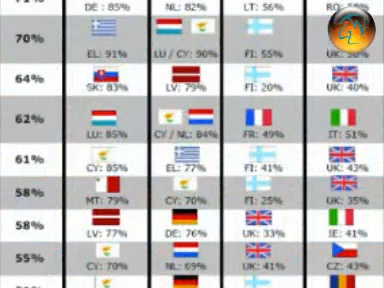 71%
DE : 85% NL: 82% LT: 56%
70%
EL: 91% LU / CY: 90% FI: 55%
64%
SK: 83% LV: 79% FI: 20% UK: 40%
62%
LU: 85% CY / NL: 84% FR: 49% IT: 51%
61%
CY: 85% EL: 77% FI: 41% UK: 43%
58%
MT: 79% CY: 70% FI: 25% UK: 35%
58%
LV: 77% DE: 76% UK: 33% IE: 41%
55%
CY: 70% NL: 69% UK: 41% CZ: 43%